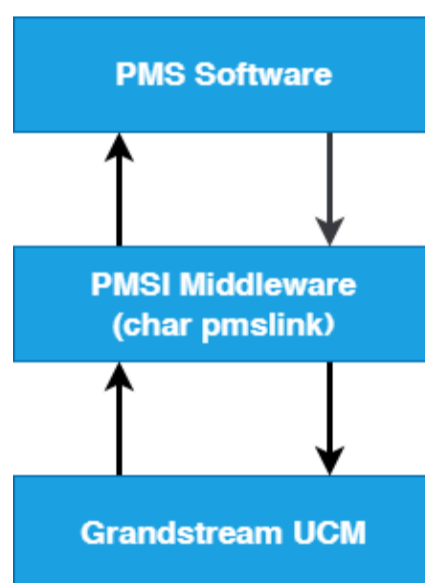 PMS Software
PMSI Middleware
(char pmslink)
Grandstream UCM